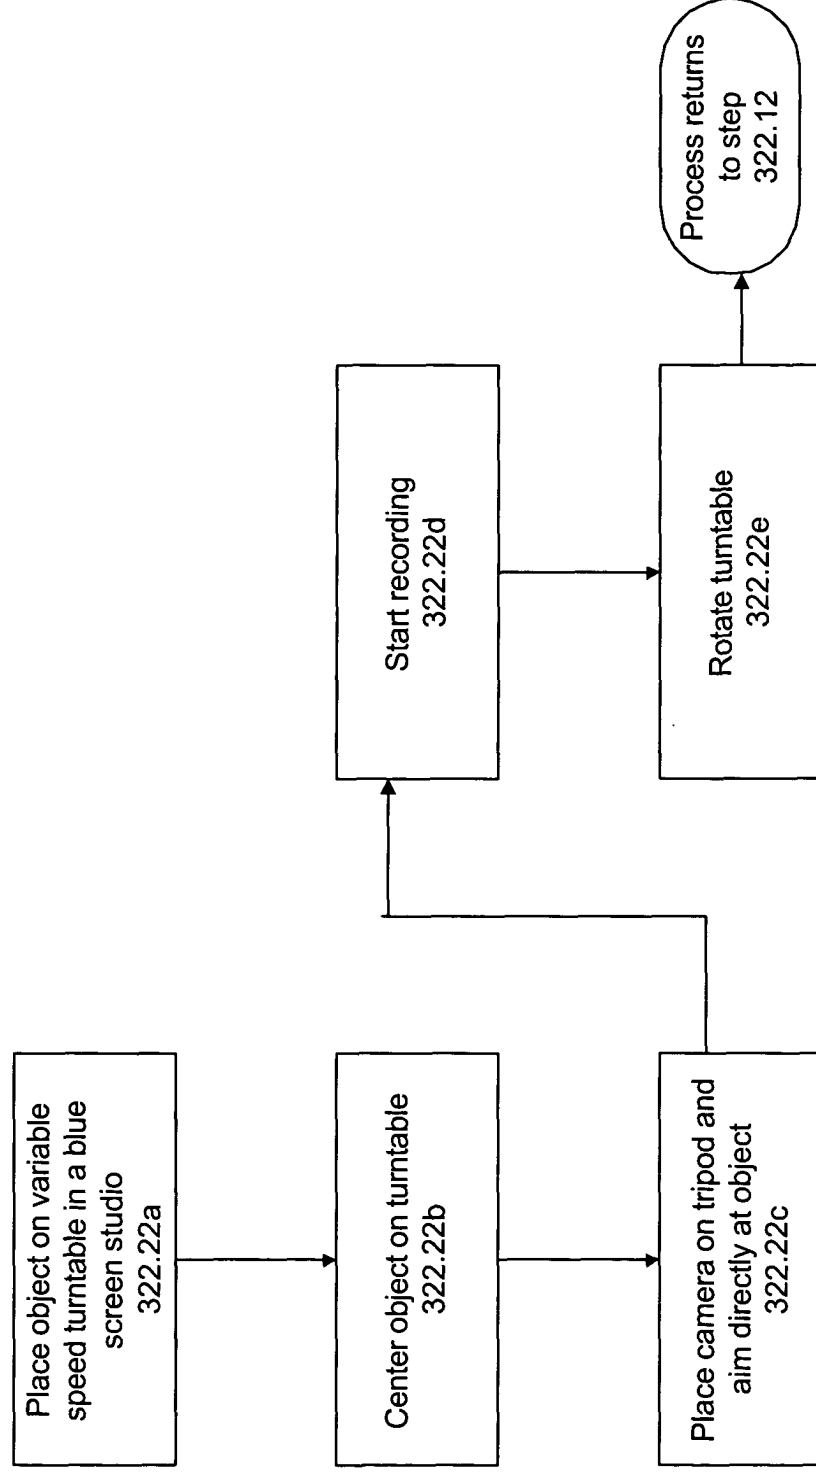 Place object on variable
speed turntable in a blue
screen studio
322.22a
Center object on turntable
322.22b
Place camera on tripod and
aim directly at object
322.22c
Start recording
322.22d
Rotate turntable
322.22e
Process returns
to step
322.12